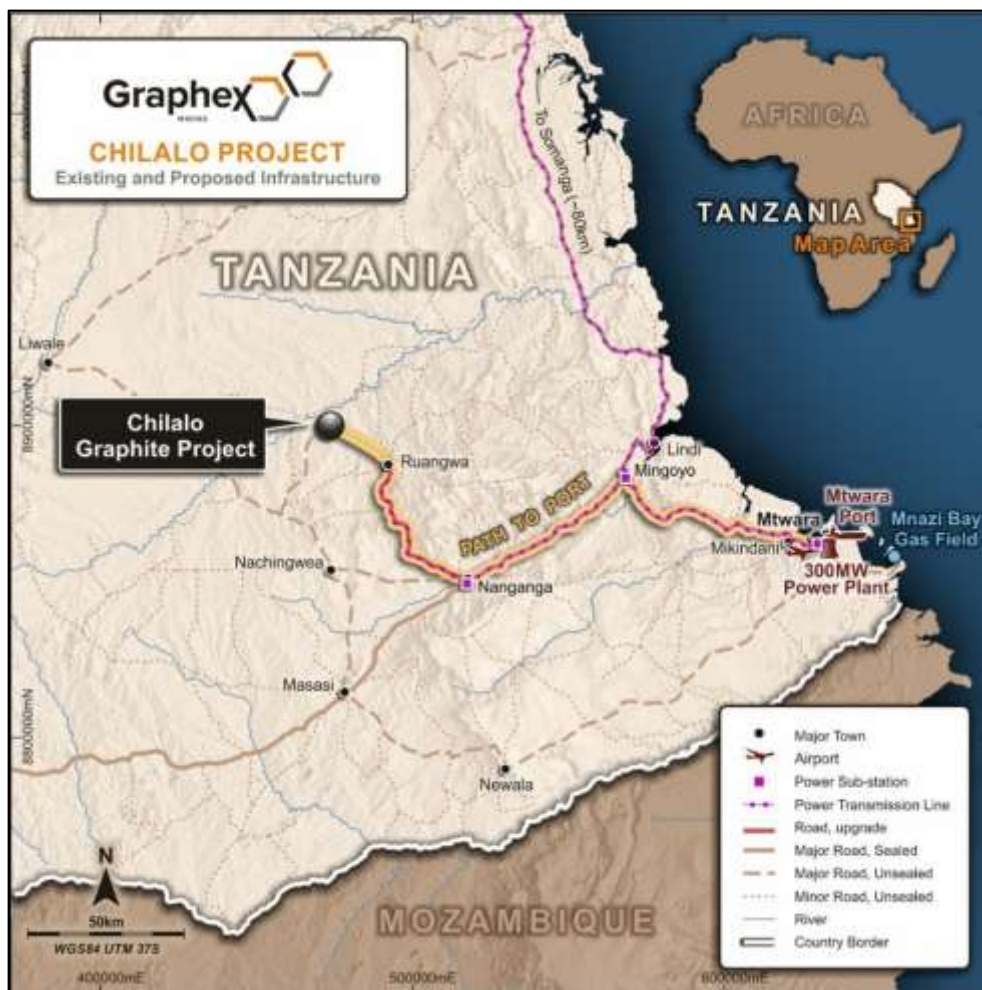 Graphex
MINING
CHILALO PROJECT
Existing and Proposed Infrastructure
AFRICA
TANZANIA
Map Area
To Somanga (~80km)
TANZANIA
Liwale
8900000mN
Chilalo
Graphite Project
Ruangwa
Lindi
Mingoyo
PATH TO PORT
Mtwara
Port
Mtwara
Mnazi Bay
Gas Field
Mikindani
300MW
Power Plant
Nachingwea
Nanganga
Masasi
8800000mN
Newala
Major Town
Airport
Power Sub-station
Power Transmission Line
Road, upgrade
Major Road, Sealed
Major Road, Unsealed
Minor Road, Unsealed
River
Country Border
N
50km
WGS84 UTM 37S
MOZAMBIQUE
400000mE
500000mE
600000mE